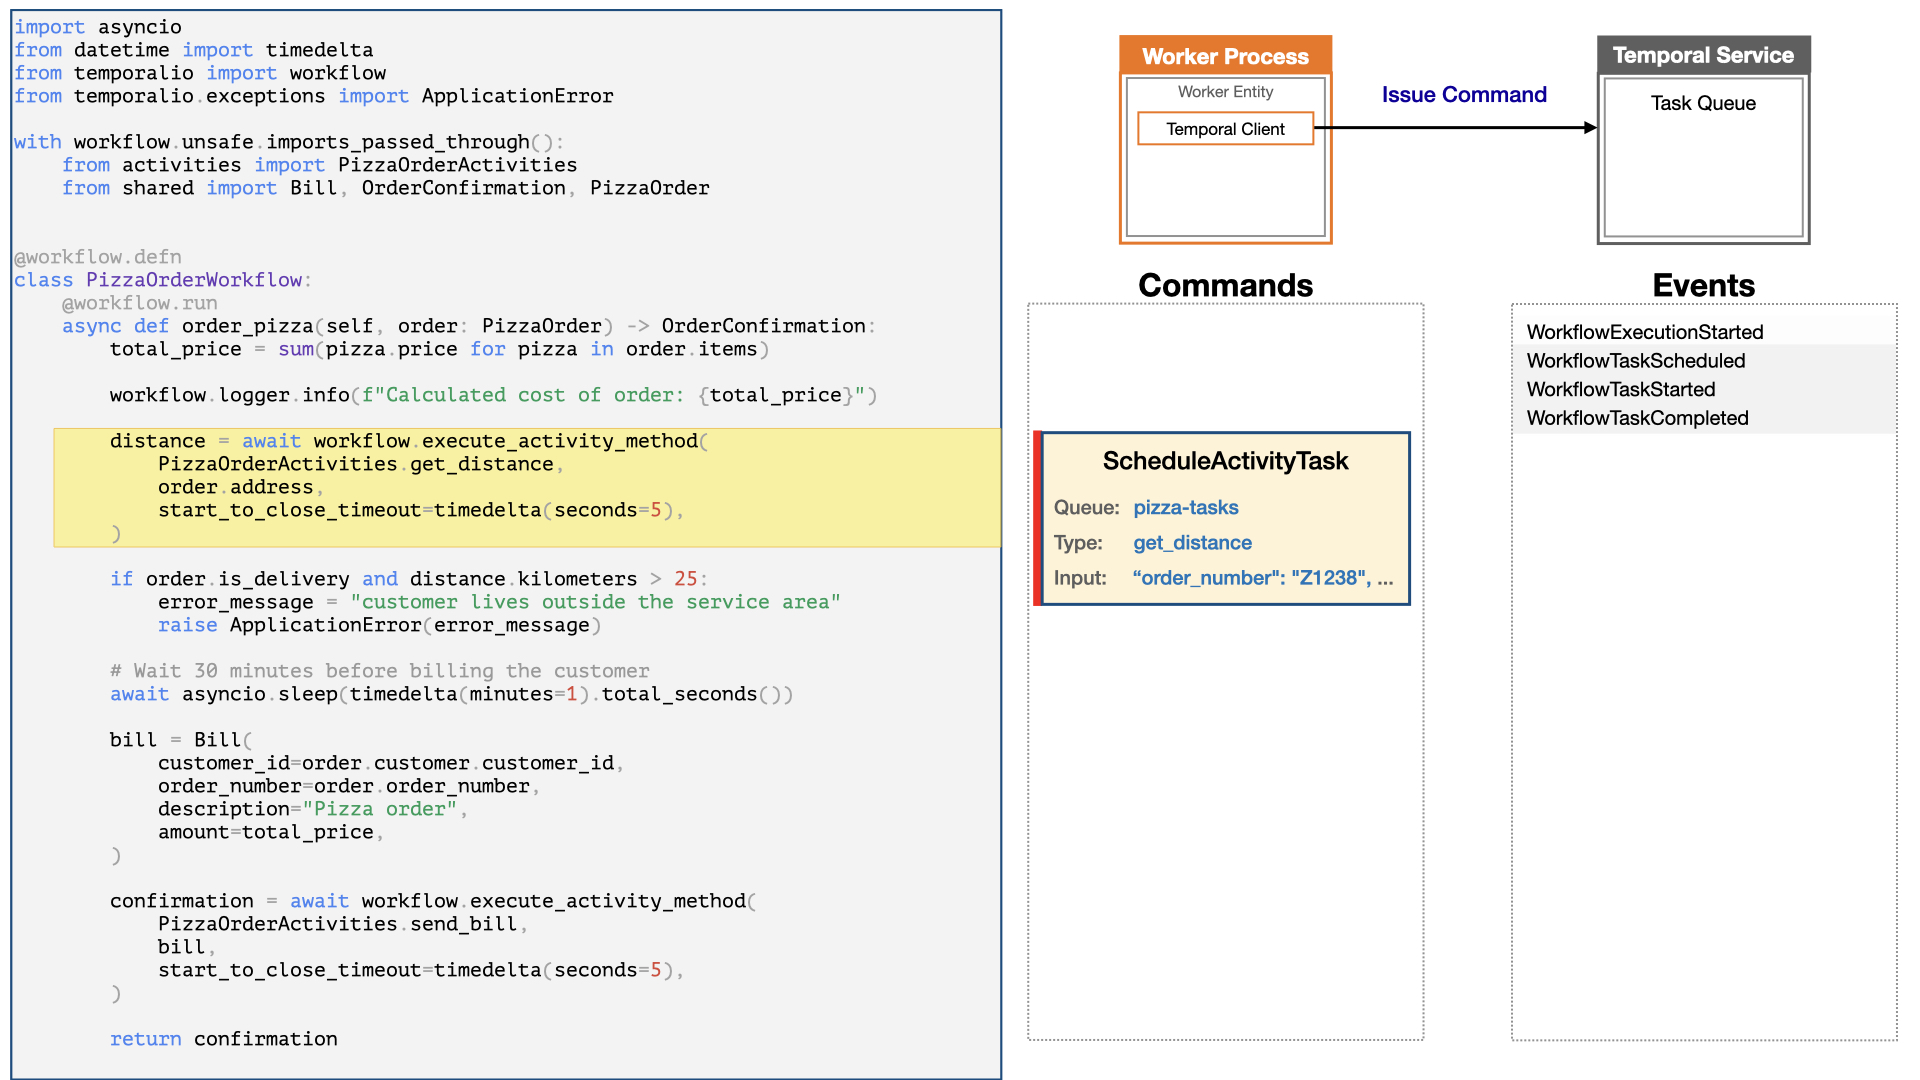 import asyncio
from datetime import timedelta
from temporalio import workflow
from temporalio.exceptions import ApplicationError

with workflow.unsafe.imports_passed_through():
    from activities import PizzaOrderActivities
    from shared import Bill, OrderConfirmation, PizzaOrder

@workflow.defn
class PizzaOrderWorkflow:
    @workflow.run
    async def order_pizza(self, order: PizzaOrder) -> OrderConfirmation:
        total_price = sum(pizza.price for pizza in order.items)

        workflow.logger.info(f"Calculated cost of order: {total_price}")

        distance = await workflow.execute_activity_method(
            PizzaOrderActivities.get_distance,
            order.address,
            start_to_close_timeout=timedelta(seconds=5),
        )

        if order.is_delivery and distance.kilometers > 25:
            error_message = "customer lives outside the service area"
            raise ApplicationError(error_message)

        # Wait 30 minutes before billing the customer
        await asyncio.sleep(timedelta(minutes=1).total_seconds())

        bill = Bill(
            customer_id=order.customer.customer_id,
            order_number=order.order_number,
            description="Pizza order",
            amount=total_price,
        )

        confirmation = await workflow.execute_activity_method(
            PizzaOrderActivities.send_bill,
            bill,
            start_to_close_timeout=timedelta(seconds=5),
        )

        return confirmation
Worker Process
Worker Entity
Temporal Client
Issue Command
Temporal Service
Task Queue
Commands
ScheduleActivityTask
Queue: pizza-tasks
Type: get_distance
Input: “order_number": "Z1238", ...
Events
WorkflowExecutionStarted
WorkflowTaskScheduled
WorkflowTaskStarted
WorkflowTaskCompleted